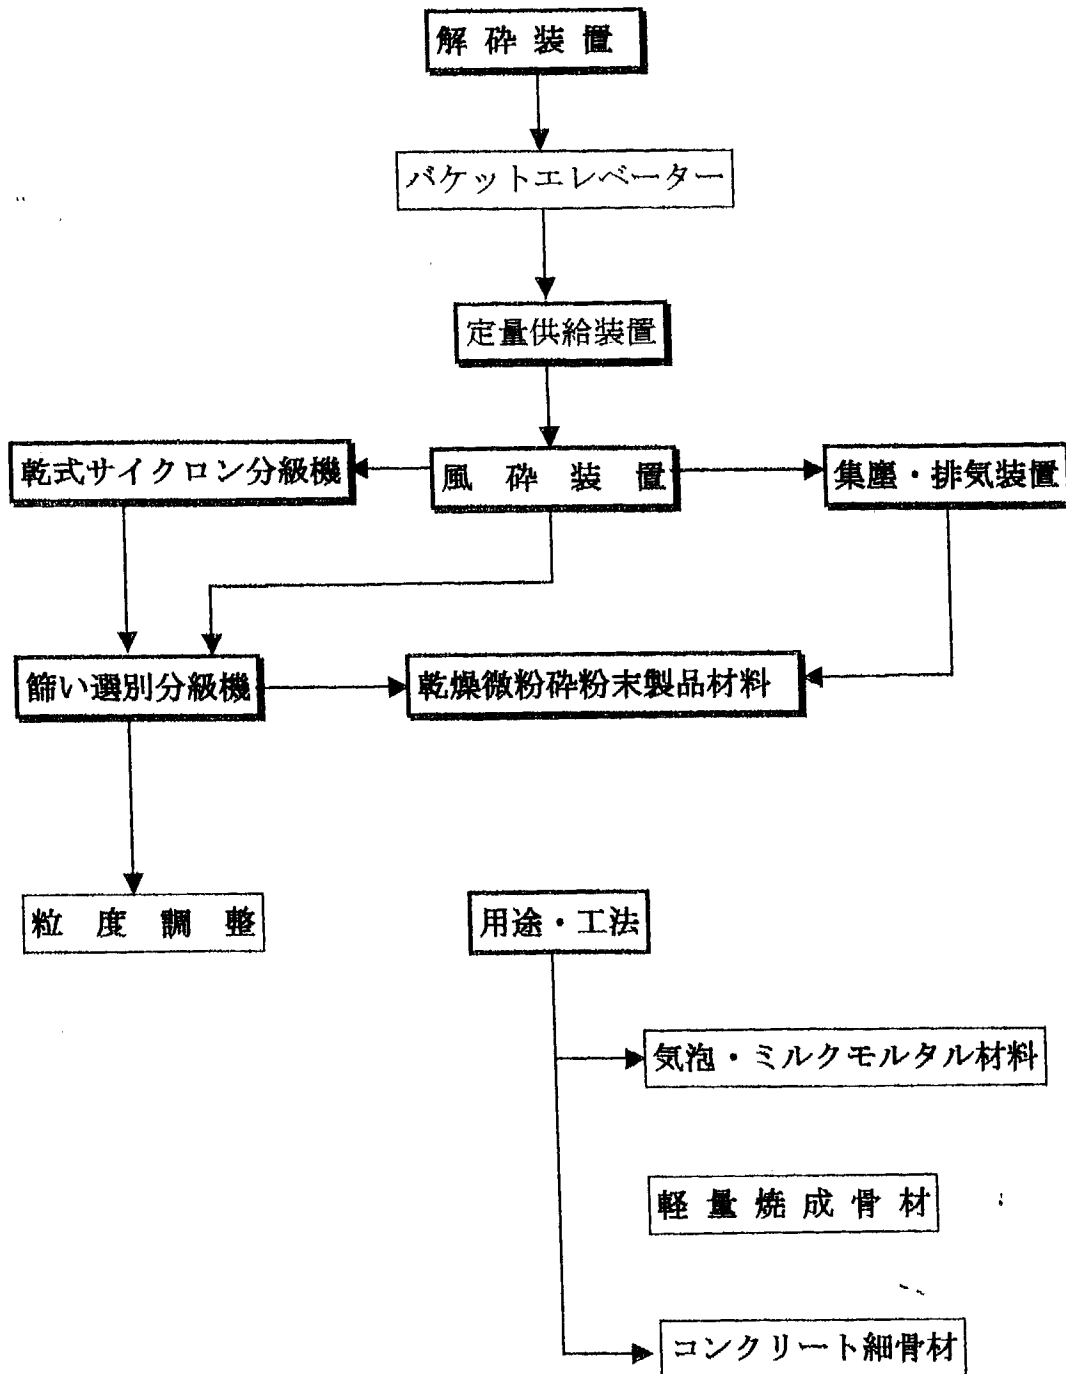 解砕装置
バケットエレベーター
定量供給装置
乾式サイクロン分級機
風砕装置
集塵・排気装置
篩い選別分級機
乾燥微粉砕粉末製品材料
粒度調整
用途・工法
気泡・ミルクモルタル材料
軽量焼成骨材
コンクリート細骨材